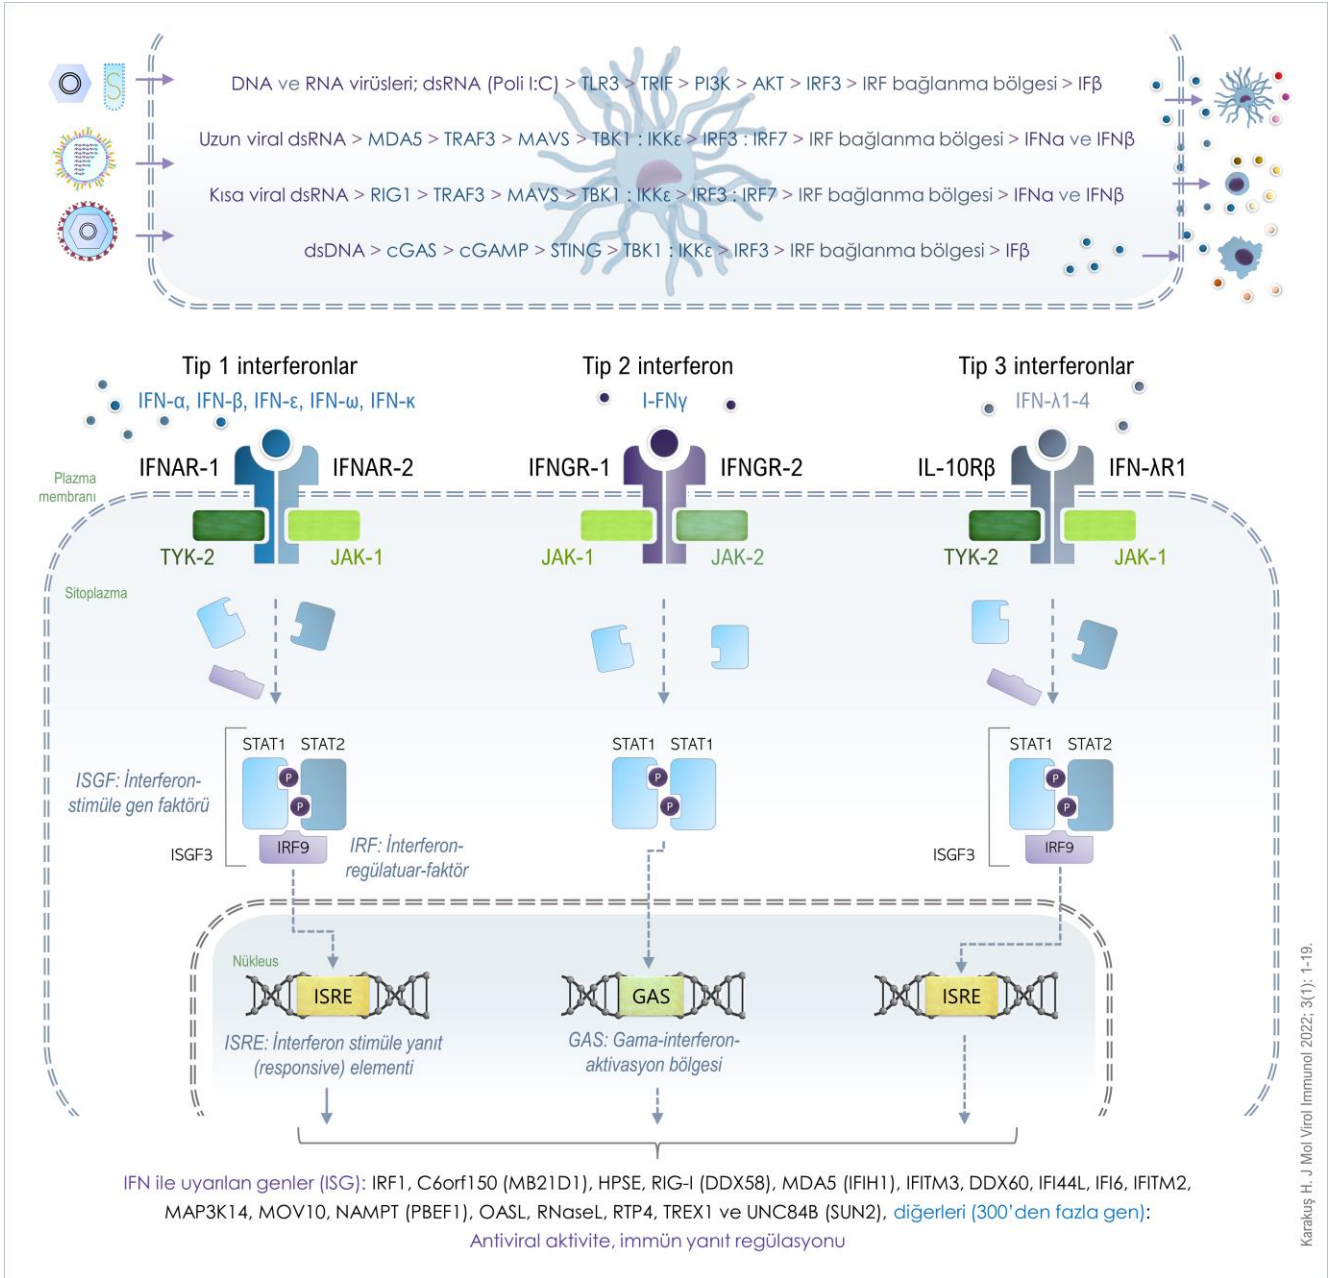 DNA ve RNA virüsleri; dsRNA (Poli I:C) > TLR3 > TRIF > PI3K > AKT > IRF3 > IRF bağlanma bölgesi > IFβ
Uzun viral dsRNA > MDA5 > TRAF3 > MAVS > TBK1 : IKKε > IRF3 : IRF7 > IRF bağlanma bölgesi > IFNα ve IFNβ
Kısa viral dsRNA > RIG1 > TRAF3 > MAVS > TBK1 : IKKε > IRF3 : IRF7 > IRF bağlanma bölgesi > IFNα ve IFNβ
dsDNA > cGAS > cGAMP > STING > TBK1 : IKKε > IRF3 > IRF bağlanma bölgesi > IFβ
Tip 1 interferonlar
IFN-α, IFN-β, IFN-ε, IFN-ω, IFN-κ
Tip 2 interferon
I-FNγ
Tip 3 interferonlar
IFN-λ1-4
Plazma
membranı
IFNAR-1
IFNAR-2
IFNGR-1
IFNGR-2
IL-10Rβ
IFN-λR1
TYK-2
JAK-1
JAK-1
JAK-2
TYK-2
JAK-1
Sitoplazma
STAT1 STAT2
P
P
IRF9
ISGF3
ISGF: İnterferon-
stimüle gen faktörü
IRF: İnterferon-
regülatuar-faktör
STAT1 STAT1
P
P
STAT1 STAT2
P
P
IRF9
ISGF3
Nükleus
ISRE
GAS
ISRE
ISRE: İnterferon stimüle yanıt
(responsive) elementi
GAS: Gama-interferon-
aktivasyon bölgesi
IFN ile uyarılan genler (ISG): IRF1, C6orf150 (MB21D1), HPSE, RIG-I (DDX58), MDA5 (IFIH1), IFITM3, DDX60, IFI44L, IFI6, IFITM2,
MAP3K14, MOV10, NAMPT (PBEF1), OASL, RNaseL, RTP4, TREX1 ve UNC84B (SUN2), diğerleri (300'den fazla gen):
Antiviral aktivite, immün yanıt regülasyonu
Karakuş H. J Mol Virol Immunol 2022; 3(1): 1-19.